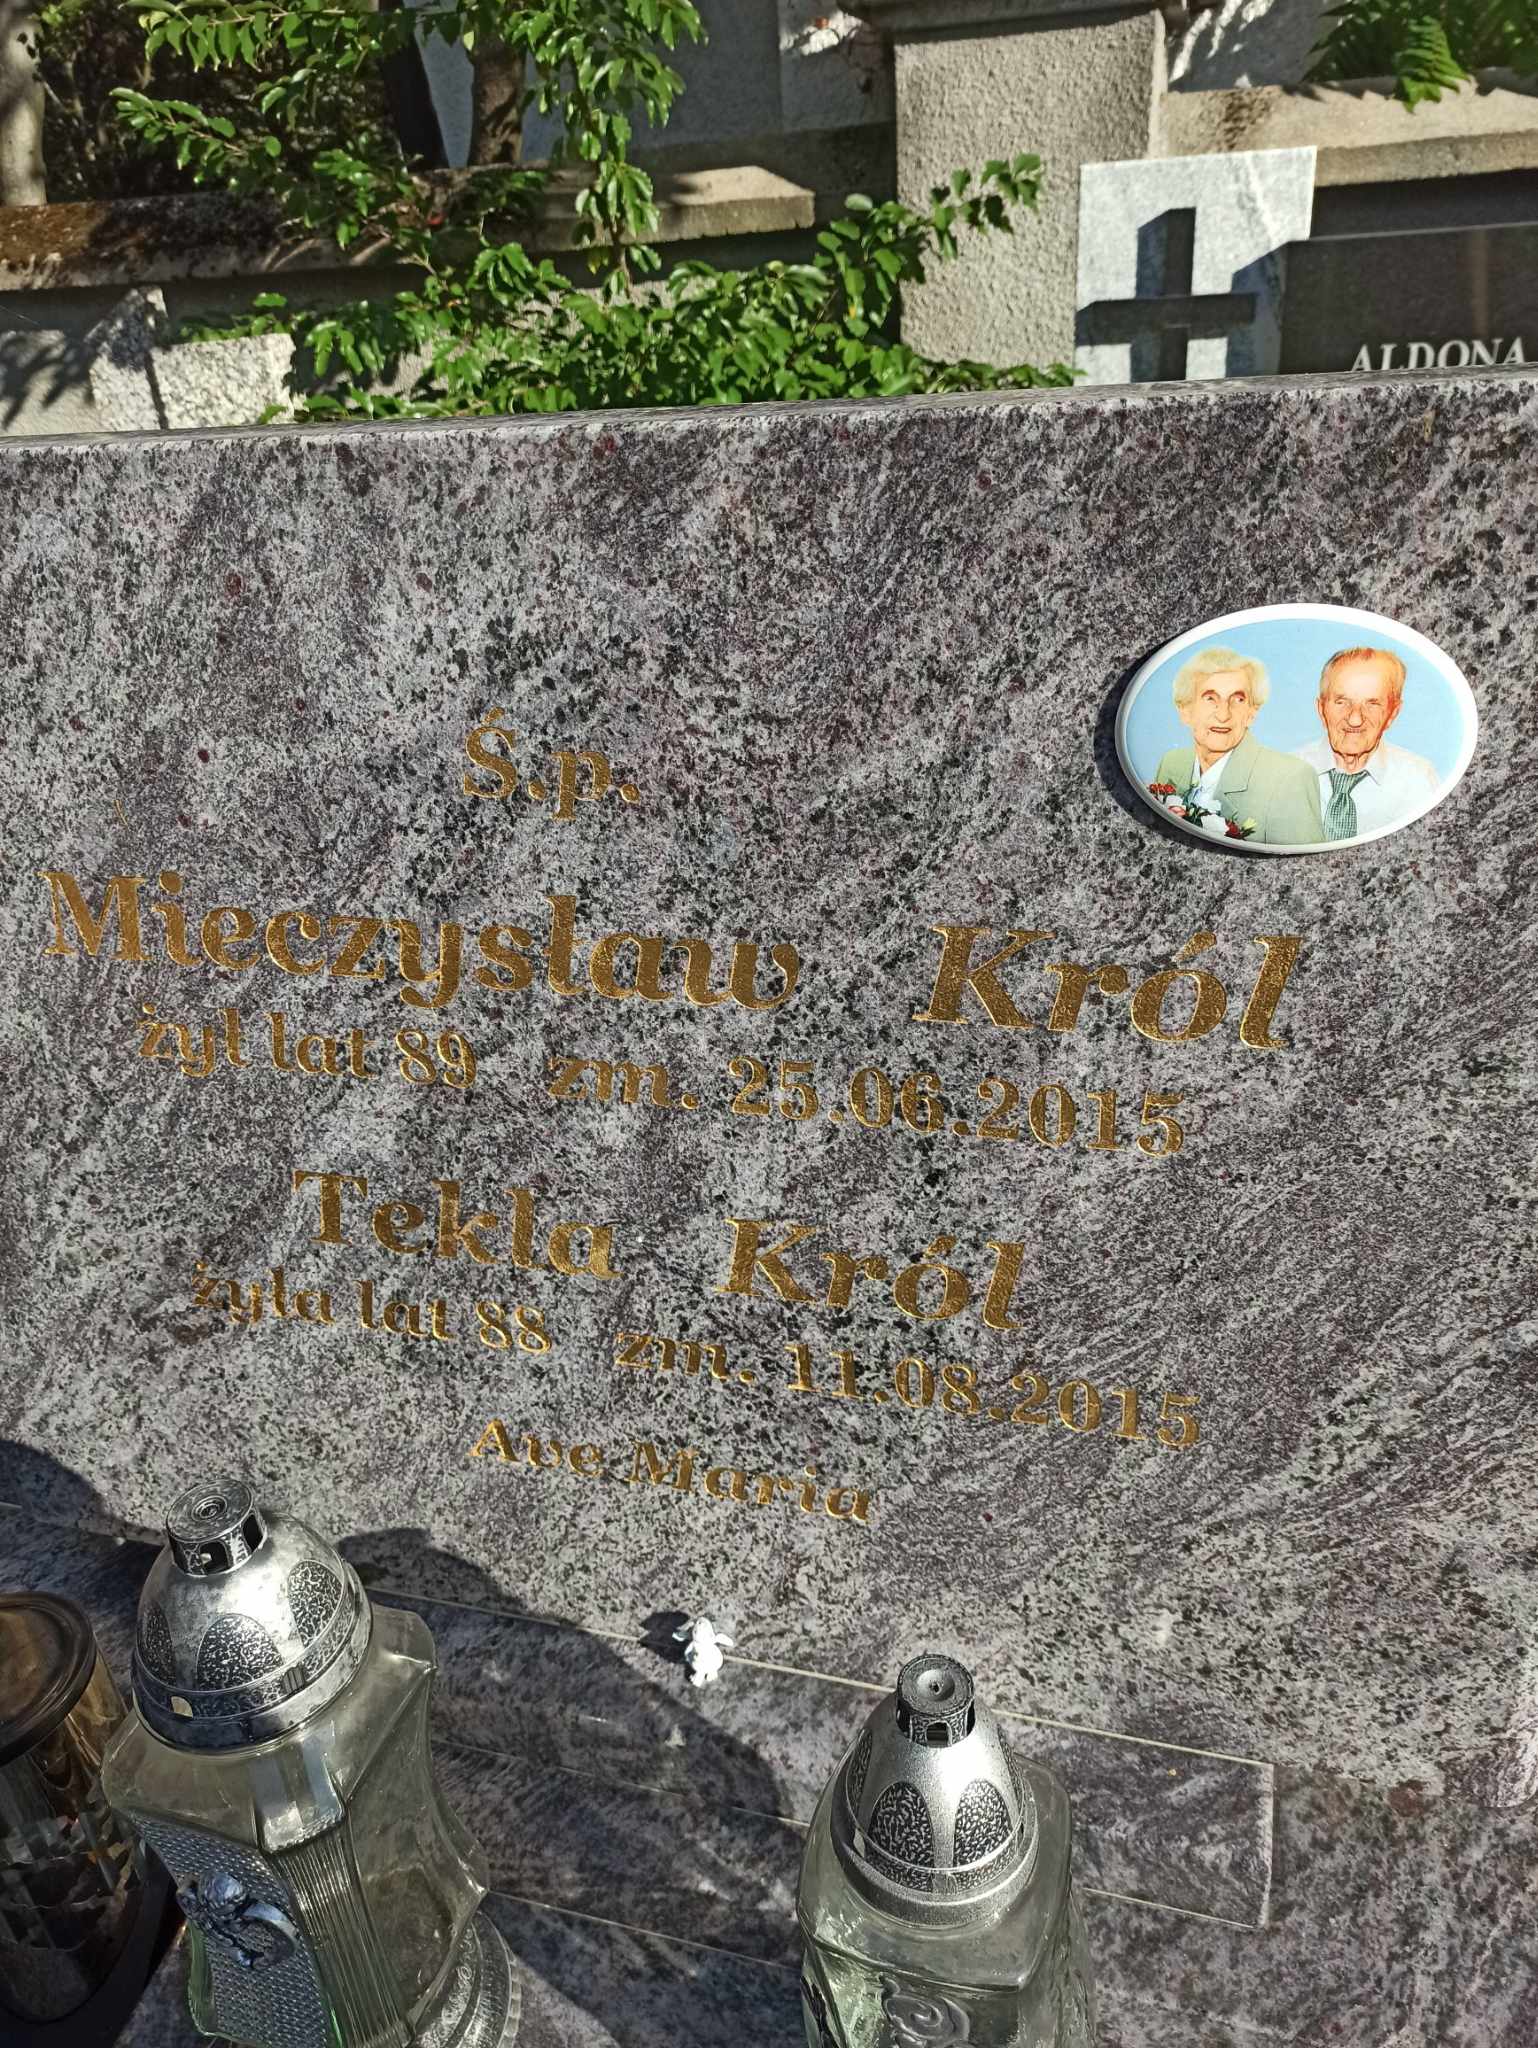 ALDONA
Ś.p.
Mieczysław Król
żył lat 89 zm. 25.06.2015
Tekla Król
żyła lat 88 zm. 11.08.2015
Ave Maria